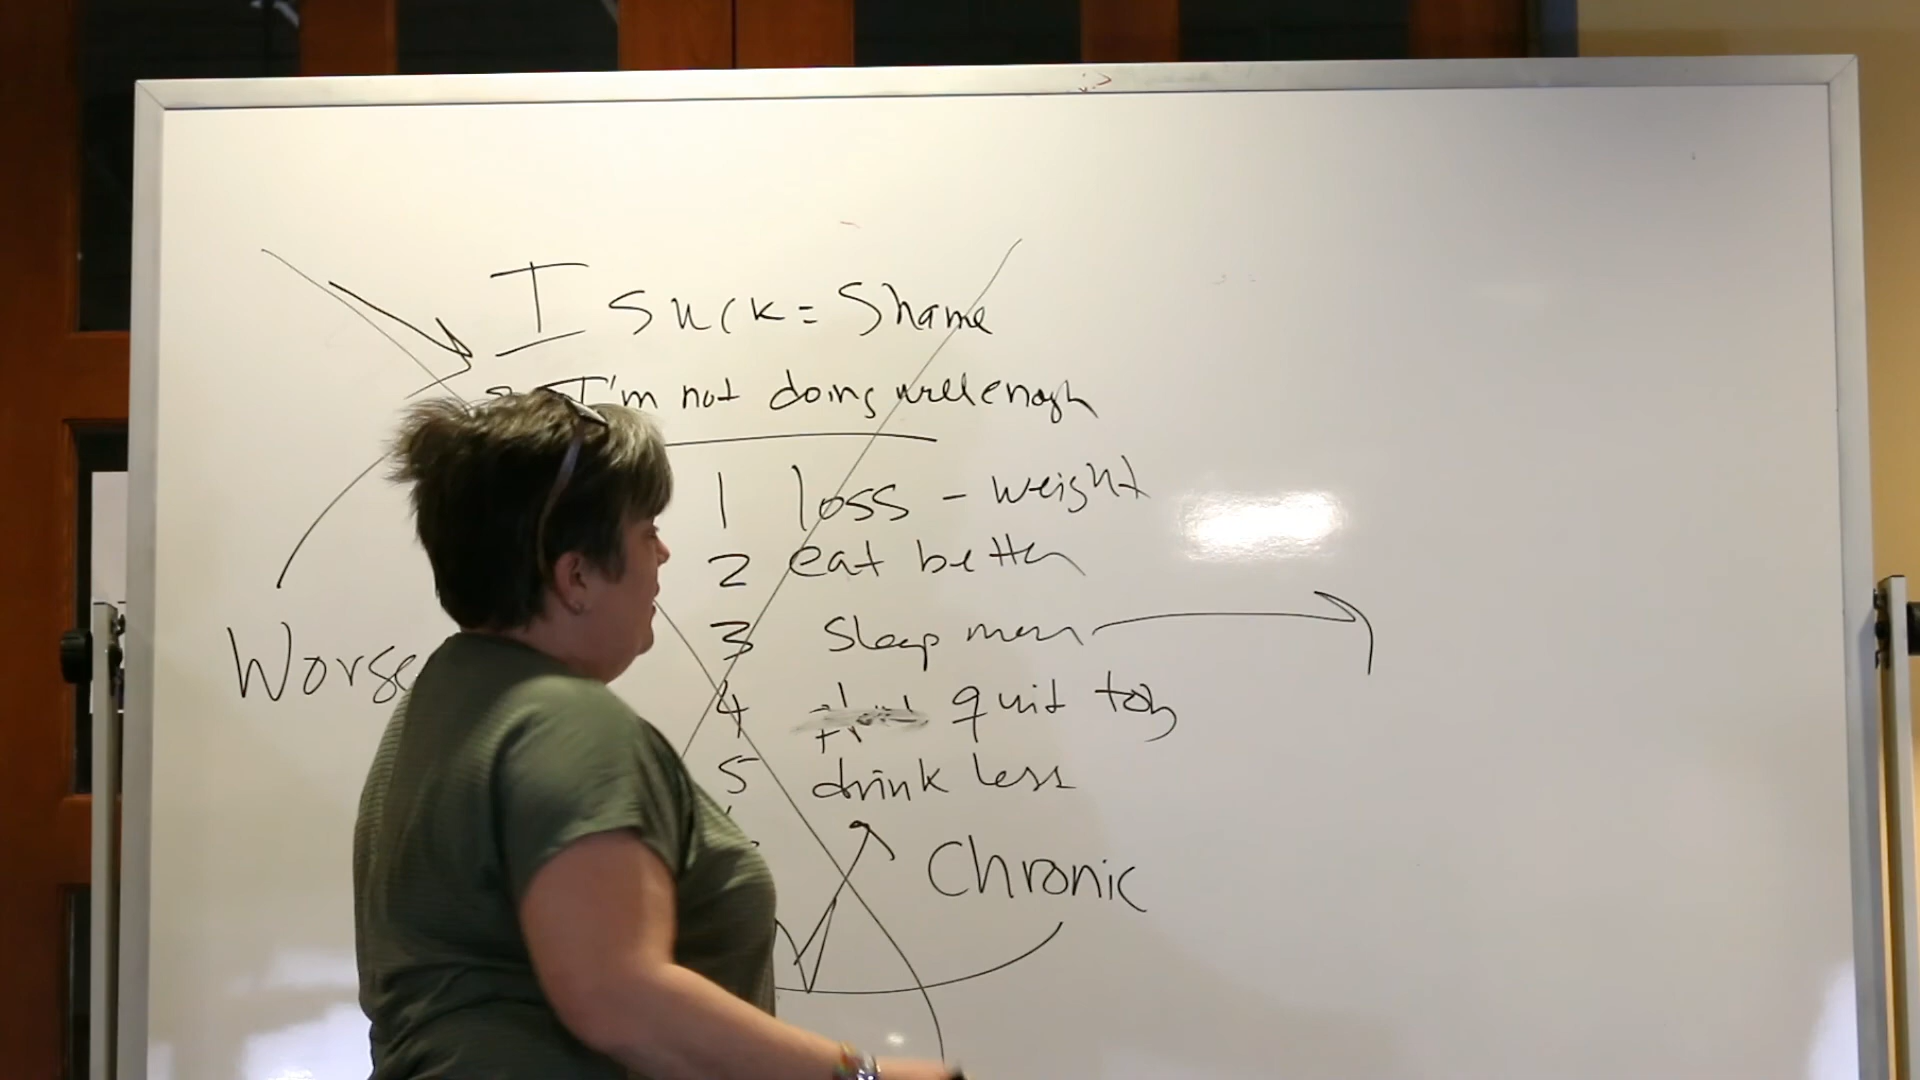 I suck = Shame
I'm not doing well enough
1 loss - weight
2 eat better
3 Sleep more
Worse
4 quit tob
5 drink less
Chronic